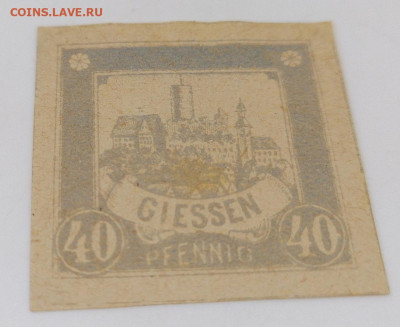 COINS.LAVE.RU
GIESSEN
40 40
PFENNIG